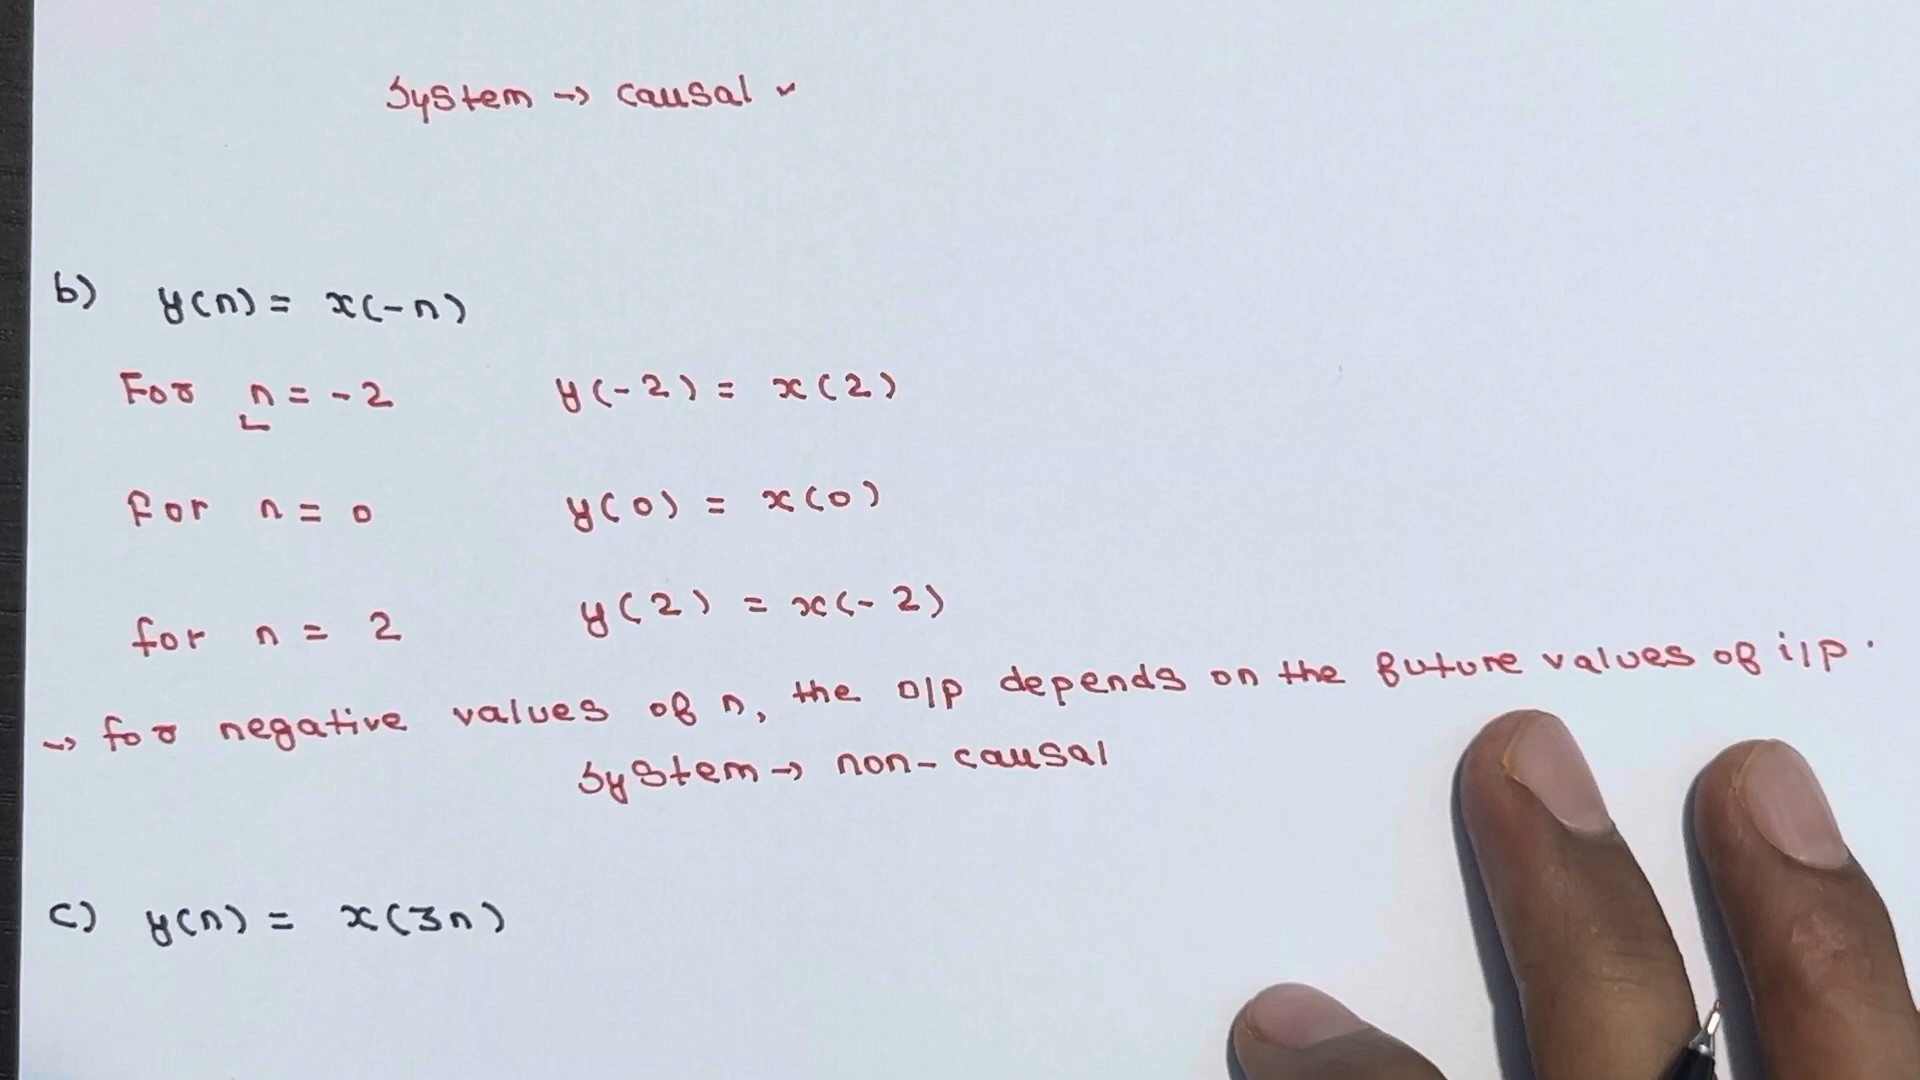 System → causal ✓
b) y(n) = x(-n)
For n = -2 y(-2) = x(2)
for n = 0 y(0) = x(0)
for n = 2 y(2) = x(-2)
→ for negative values of n, the o/p depends on the future values of i/p.
System → non-causal
c) y(n) = x(3n)